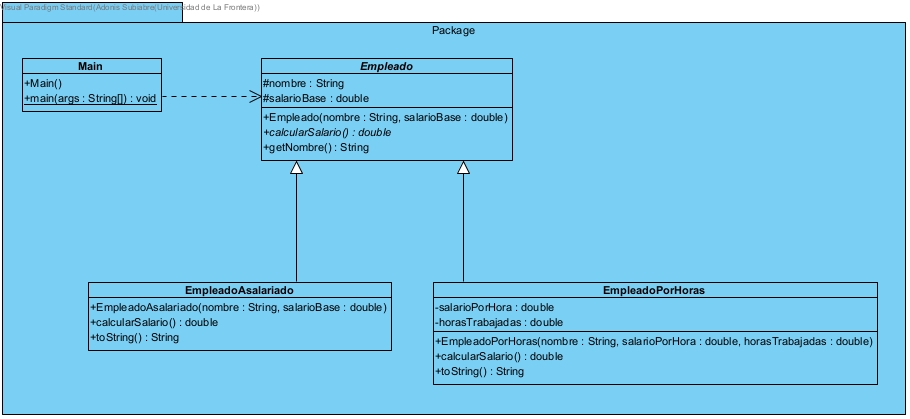 Visual Paradigm Standard(Adonis Subiabre(Universidad de La Frontera))
Package
Main
+Main()
+main(args : String[]) : void
Empleado
#nombre : String
#salarioBase : double
+Empleado(nombre : String, salarioBase : double)
+calcularSalario() : double
+getNombre() : String
EmpleadoAsalariado
+EmpleadoAsalariado(nombre : String, salarioBase : double)
+calcularSalario() : double
+toString() : String
EmpleadoPorHoras
-salarioPorHora : double
-horasTrabajadas : double
+EmpleadoPorHoras(nombre : String, salarioPorHora : double, horasTrabajadas : double)
+calcularSalario() : double
+toString() : String